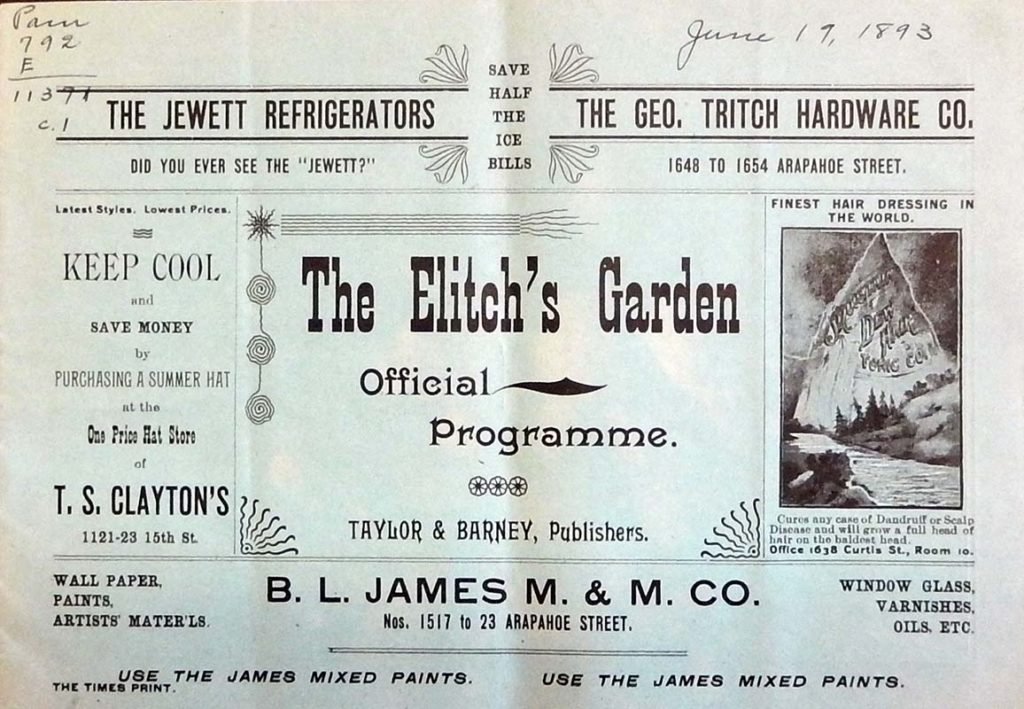 Pam
792
E
11371
c.1
June 19, 1893
THE JEWETT REFRIGERATORS
DID YOU EVER SEE THE "JEWETT?"
SAVE
HALF
THE
ICE
BILLS
THE GEO. TRITCH HARDWARE CO.
1648 TO 1654 ARAPAHOE STREET.
Latest Styles. Lowest Prices.
KEEP COOL
and
SAVE MONEY
by
PURCHASING A SUMMER HAT
at the
One Price Hat Store
of
T. S. CLAYTON'S
1121-23 15th St.
The Elitch's Garden
Official
Programme.
TAYLOR & BARNEY, Publishers.
FINEST HAIR DRESSING IN
THE WORLD.
Dew
Hair
TONIC CO.
Cures any case of Dandruff or Scalp
Disease and will grow a full head of
hair on the baldest head.
Office 1638 Curtis St., Room 10.
WALL PAPER,
PAINTS,
ARTISTS' MATER'LS.
B. L. JAMES M. & M. CO.
Nos. 1517 to 23 ARAPAHOE STREET.
WINDOW GLASS,
VARNISHES,
OILS, ETC.
USE THE JAMES MIXED PAINTS.
USE THE JAMES MIXED PAINTS.
THE TIMES PRINT.